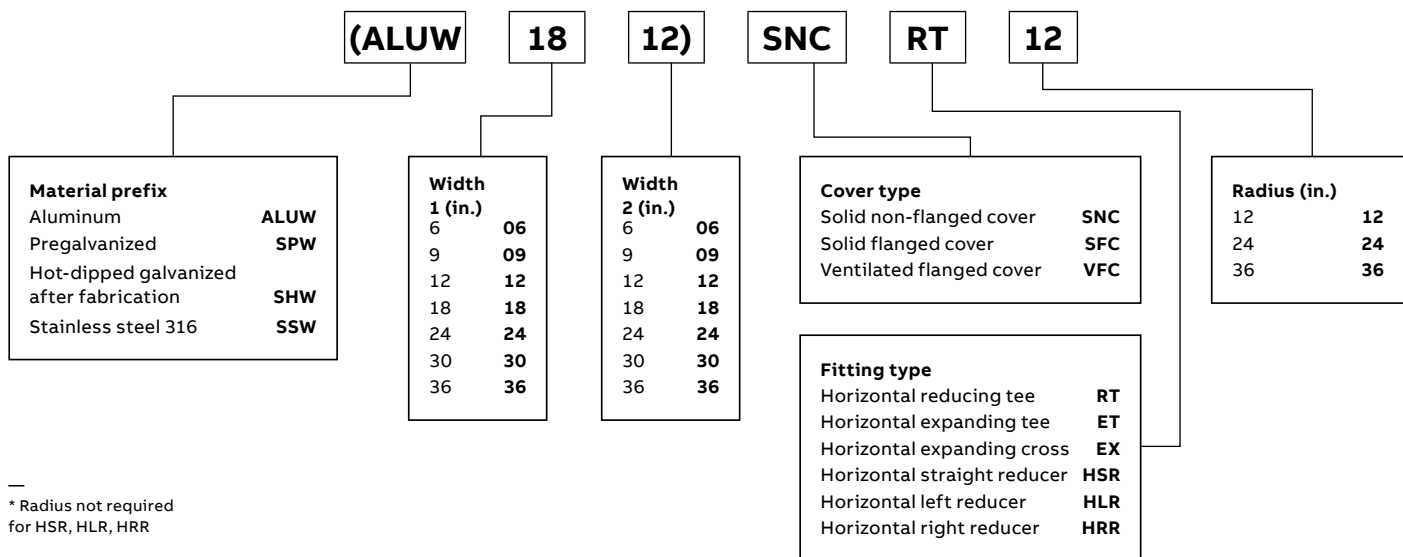 (ALUW 18 12) SNC RT 12
Material prefix
Aluminum ALUW
Pregalvanized SPW
Hot-dipped galvanized
after fabrication SHW
Stainless steel 316 SSW
Width
1 (in.)
6 06
9 09
12 12
18 18
24 24
30 30
36 36
Width
2 (in.)
6 06
9 09
12 12
18 18
24 24
30 30
36 36
Cover type
Solid non-flanged cover SNC
Solid flanged cover SFC
Ventilated flanged cover VFC
Radius (in.)
12 12
24 24
36 36
Fitting type
Horizontal reducing tee RT
Horizontal expanding tee ET
Horizontal expanding cross EX
Horizontal straight reducer HSR
Horizontal left reducer HLR
Horizontal right reducer HRR
—
* Radius not required
for HSR, HLR, HRR